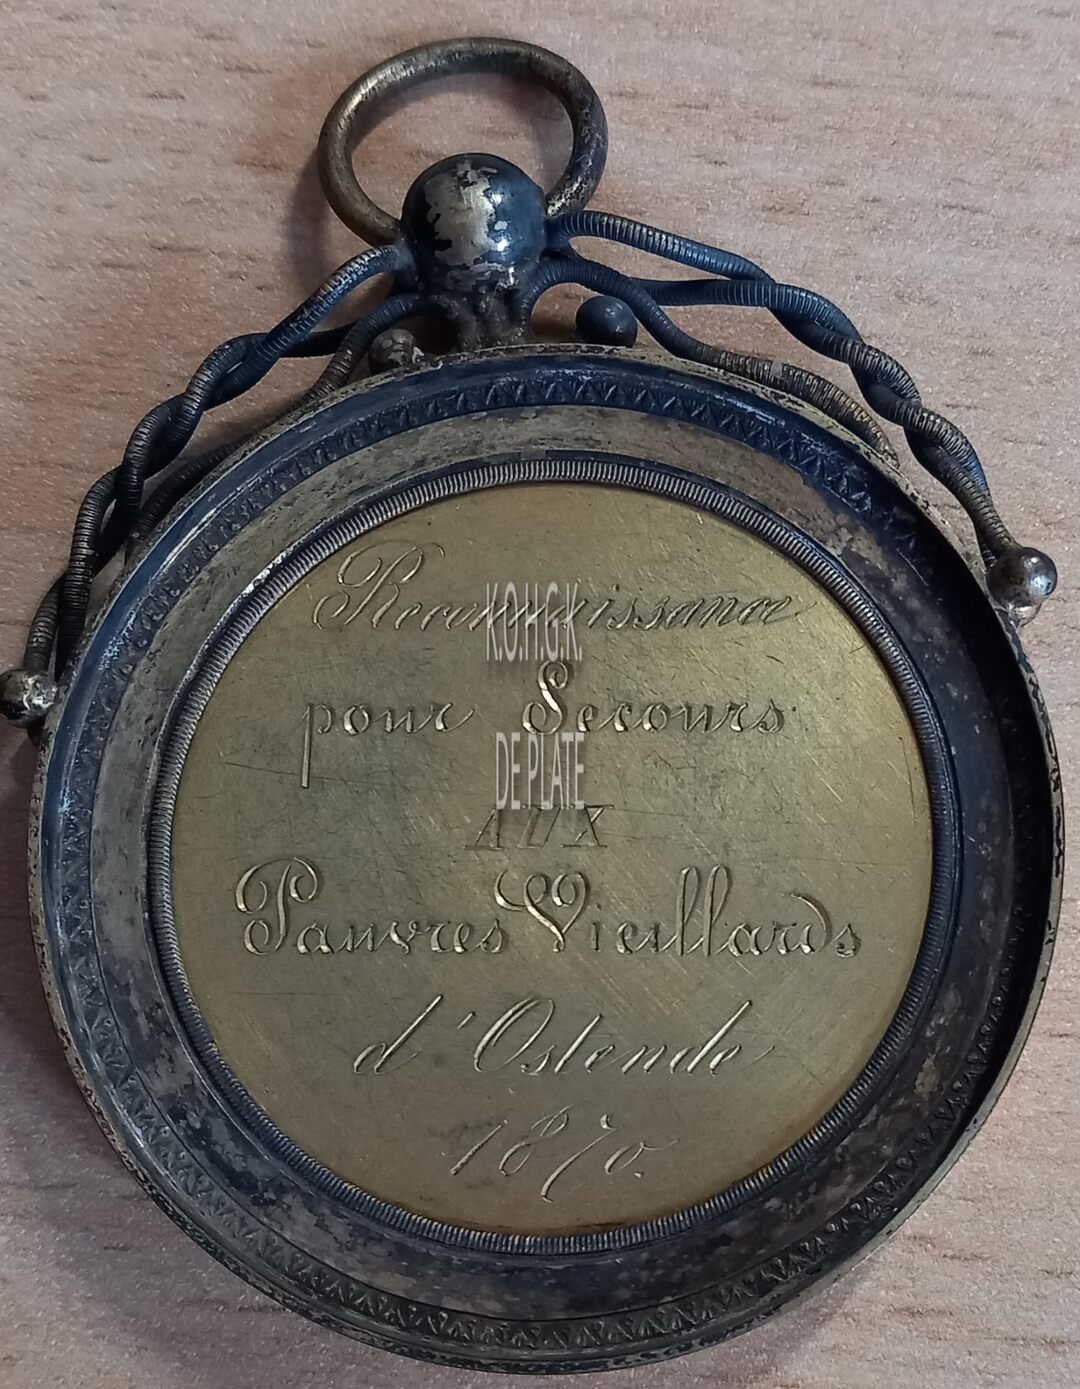 Reconnaissance
K.O.H.G.K.
pour Secours
DE PLATE
AUX
Pauvres Vieillards
d'Ostende
1870.